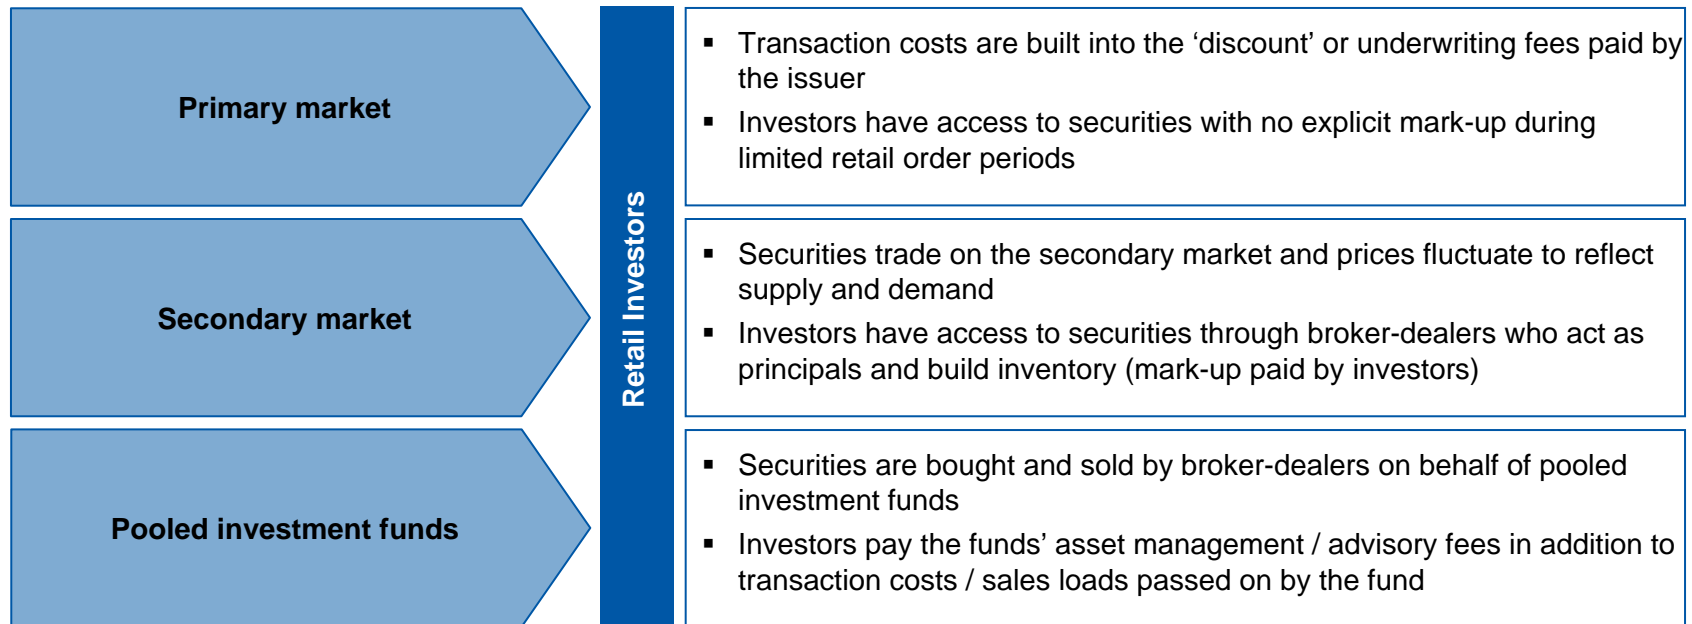 Primary market
▪ Transaction costs are built into the ‘discount’ or underwriting fees paid by
the issuer
▪ Investors have access to securities with no explicit mark-up during
limited retail order periods
Retail Investors
Secondary market
▪ Securities trade on the secondary market and prices fluctuate to reflect
supply and demand
▪ Investors have access to securities through broker-dealers who act as
principals and build inventory (mark-up paid by investors)
Pooled investment funds
▪ Securities are bought and sold by broker-dealers on behalf of pooled
investment funds
▪ Investors pay the funds’ asset management / advisory fees in addition to
transaction costs / sales loads passed on by the fund